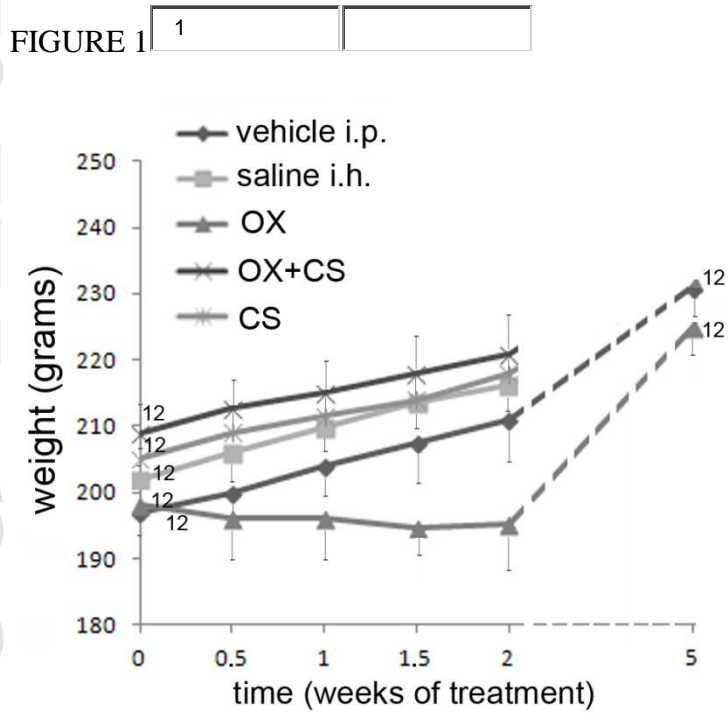 FIGURE 1
1
vehicle i.p.
saline i.h.
OX
OX+CS
CS
weight (grams)
250
240
230
220
210
200
190
180
12
12
12
12
12
12
12
0 0.5 1 1.5 2 5
time (weeks of treatment)